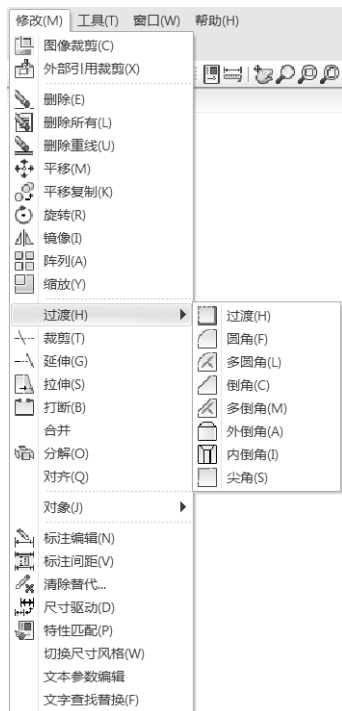 修改(M) 工具(T) 窗口(W) 帮助(H)
图像裁剪(C)
外部引用裁剪(X)
删除(E)
删除所有(L)
删除重线(U)
平移(M)
平移复制(K)
旋转(R)
镜像(I)
阵列(A)
缩放(Y)
过渡(H)
裁剪(T)
延伸(G)
拉伸(S)
打断(B)
合并
分解(O)
对齐(Q)
对象(J)
标注编辑(N)
标注间距(V)
清除替代...
尺寸驱动(D)
特性匹配(P)
切换尺寸风格(W)
文本参数编辑
文字查找替换(F)
过渡(H)
圆角(F)
多圆角(L)
倒角(C)
多倒角(M)
外倒角(A)
内倒角(I)
尖角(S)